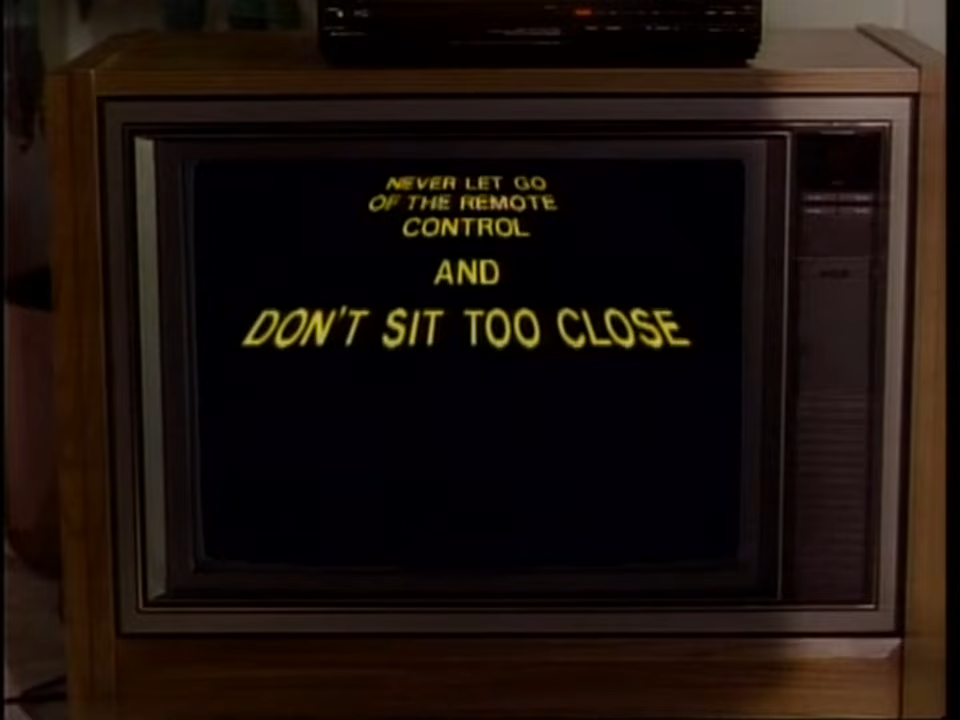 NEVER LET GO
OF THE REMOTE
CONTROL
AND
DON'T SIT TOO CLOSE